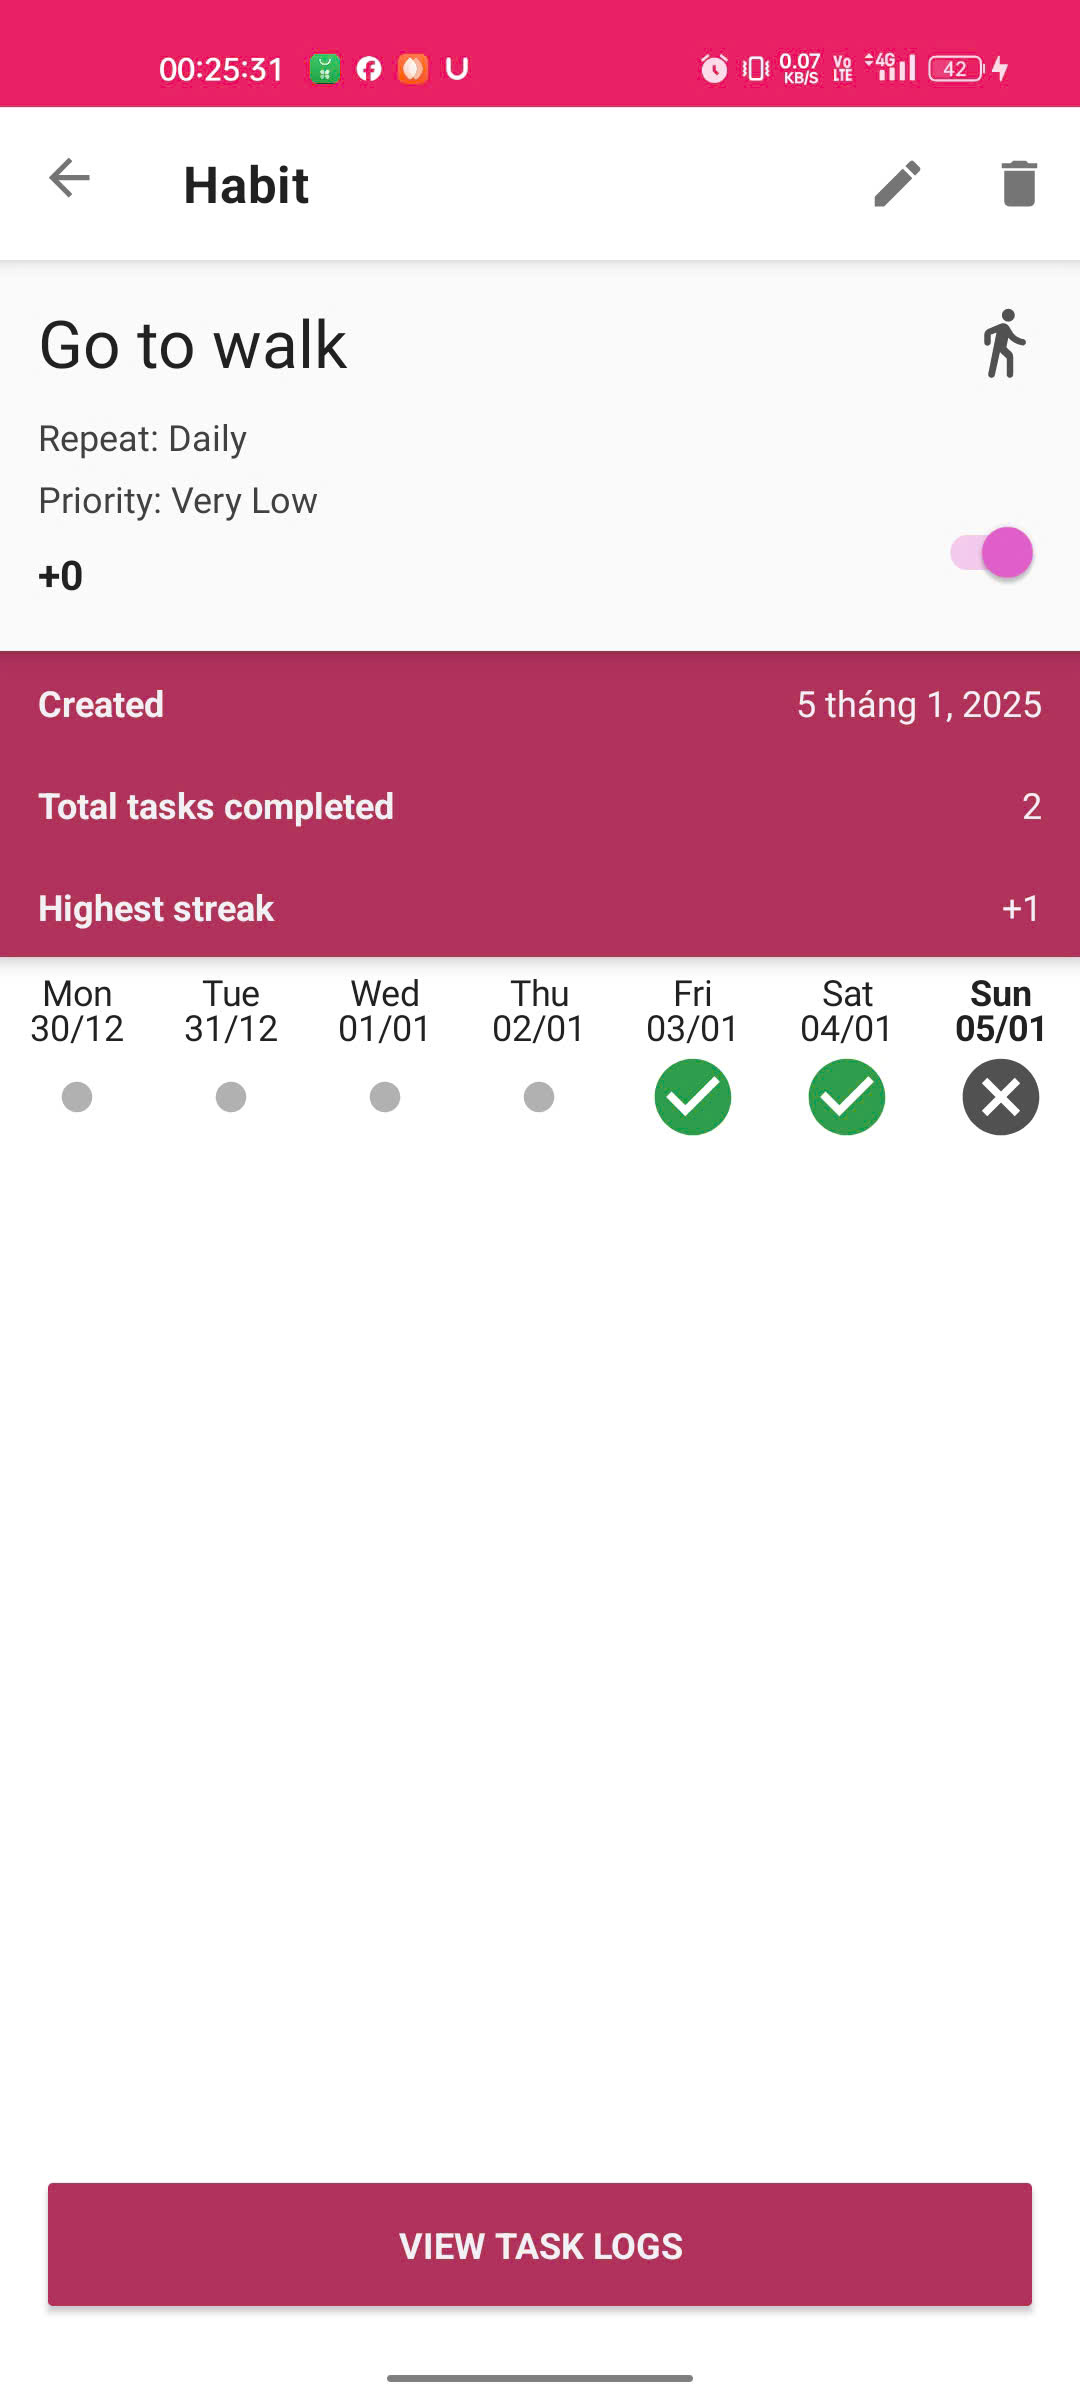 00:25:31 0.07 KB/S Vo LTE 4G 42
Habit
Go to walk
Repeat: Daily
Priority: Very Low
+0
Created 5 tháng 1, 2025
Total tasks completed 2
Highest streak +1
Mon Tue Wed Thu Fri Sat Sun
30/12 31/12 01/01 02/01 03/01 04/01 05/01
VIEW TASK LOGS